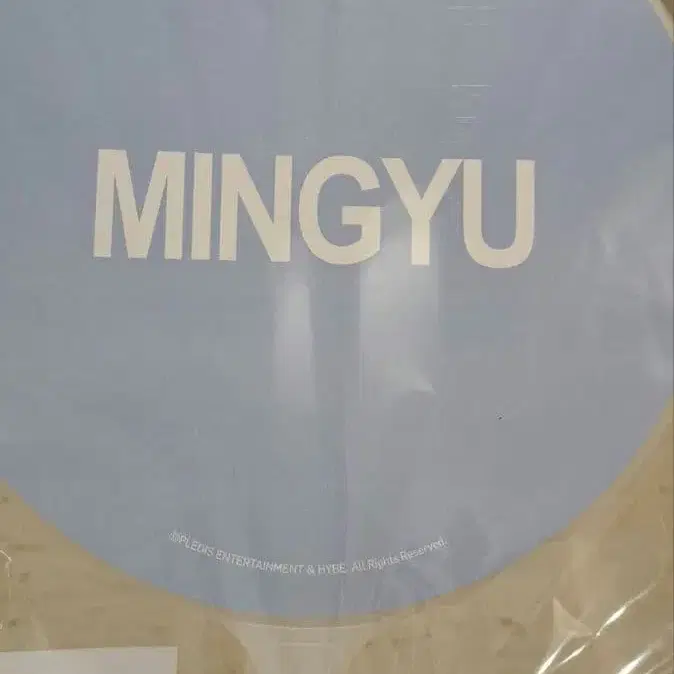 MINGYU
©PLEDIS ENTERTAINMENT & HYBE. All Rights Reserved.